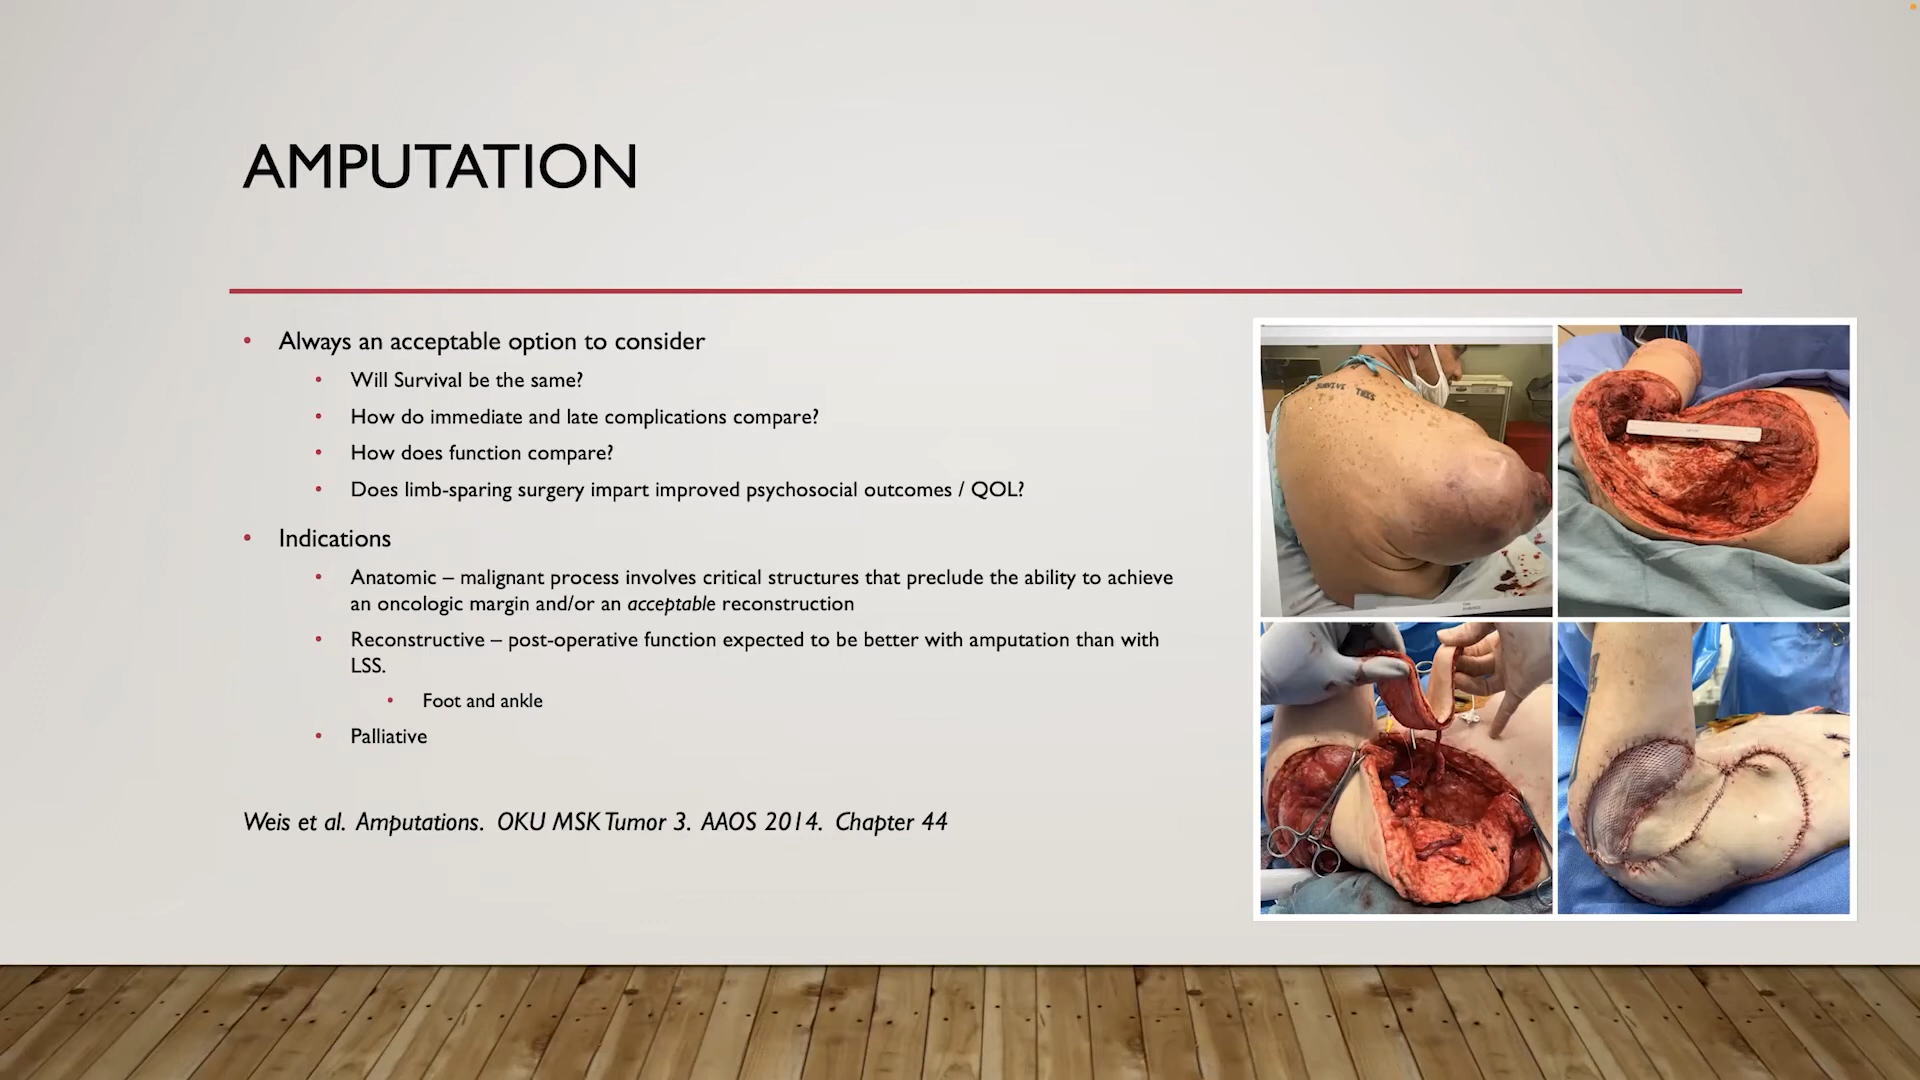 AMPUTATION
• Always an acceptable option to consider
• Will Survival be the same?
• How do immediate and late complications compare?
• How does function compare?
• Does limb-sparing surgery impart improved psychosocial outcomes / QOL?
• Indications
• Anatomic – malignant process involves critical structures that preclude the ability to achieve
an oncologic margin and/or an acceptable reconstruction
• Reconstructive – post-operative function expected to be better with amputation than with
LSS.
• Foot and ankle
• Palliative
Weis et al. Amputations. OKU MSK Tumor 3. AAOS 2014. Chapter 44
SURVIVE THIS